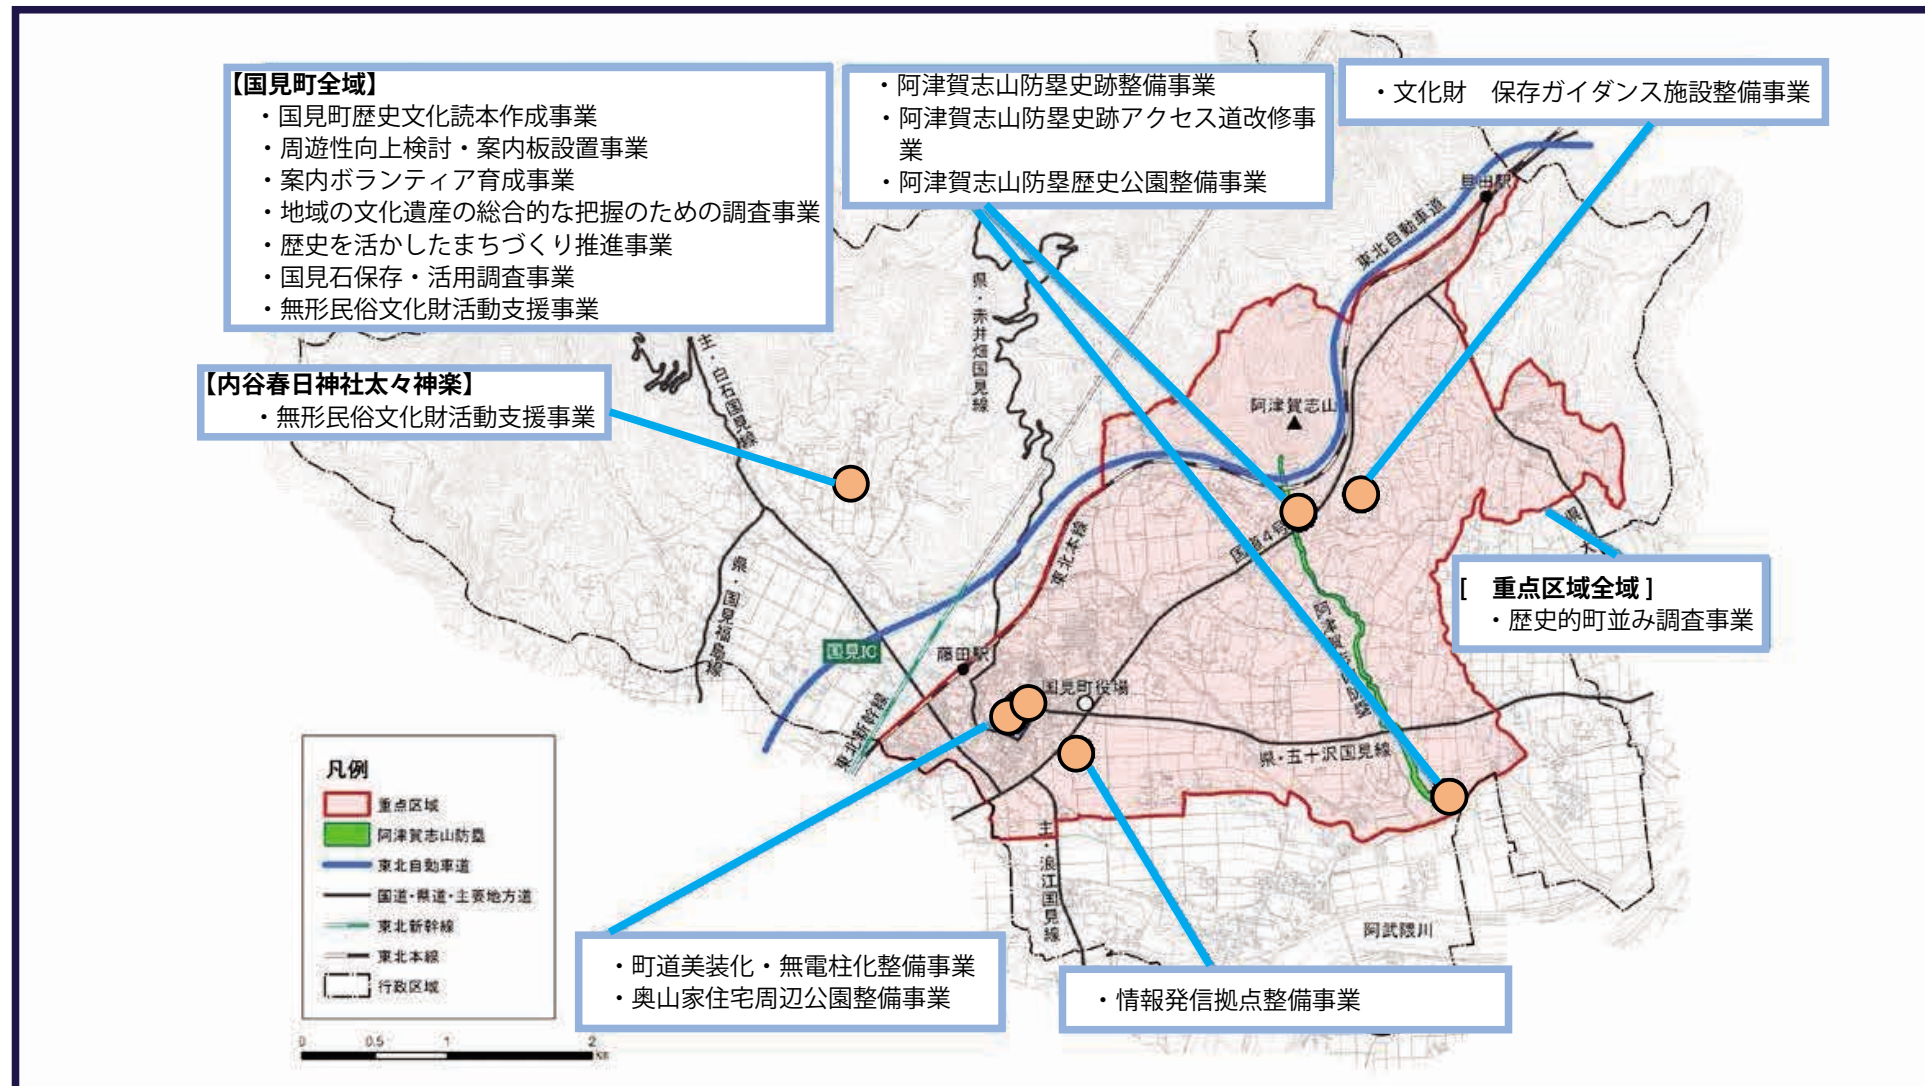 【国見町全域】
・国見町歴史文化読本作成事業
・周遊性向上検討・案内板設置事業
・案内ボランティア育成事業
・地域の文化遺産の総合的な把握のための調査事業
・歴史を活かしたまちづくり推進事業
・国見石保存・活用調査事業
・無形民俗文化財活動支援事業
・阿津賀志山防塁史跡整備事業
・阿津賀志山防塁史跡アクセス道改修事
業
・阿津賀志山防塁歴史公園整備事業
・文化財　保存ガイダンス施設整備事業
【内谷春日神社太々神楽】
・無形民俗文化財活動支援事業
[　重点区域全域 ]
・歴史的町並み調査事業
・町道美装化・無電柱化整備事業
・奥山家住宅周辺公園整備事業
・情報発信拠点整備事業
貝田駅
東北自動車道
県・赤井畑国見線
主・白石国見線
阿津賀志山
東北本線
国道4号
県・国見福島線
国見IC
藤田駅
国見町役場
東北新幹線
県・五十沢国見線
主・浪江国見線
阿武隈川
凡例
重点区域
阿津賀志山防塁
東北自動車道
国道・県道・主要地方道
東北新幹線
東北本線
行政区域
0 0.5 1 2
km